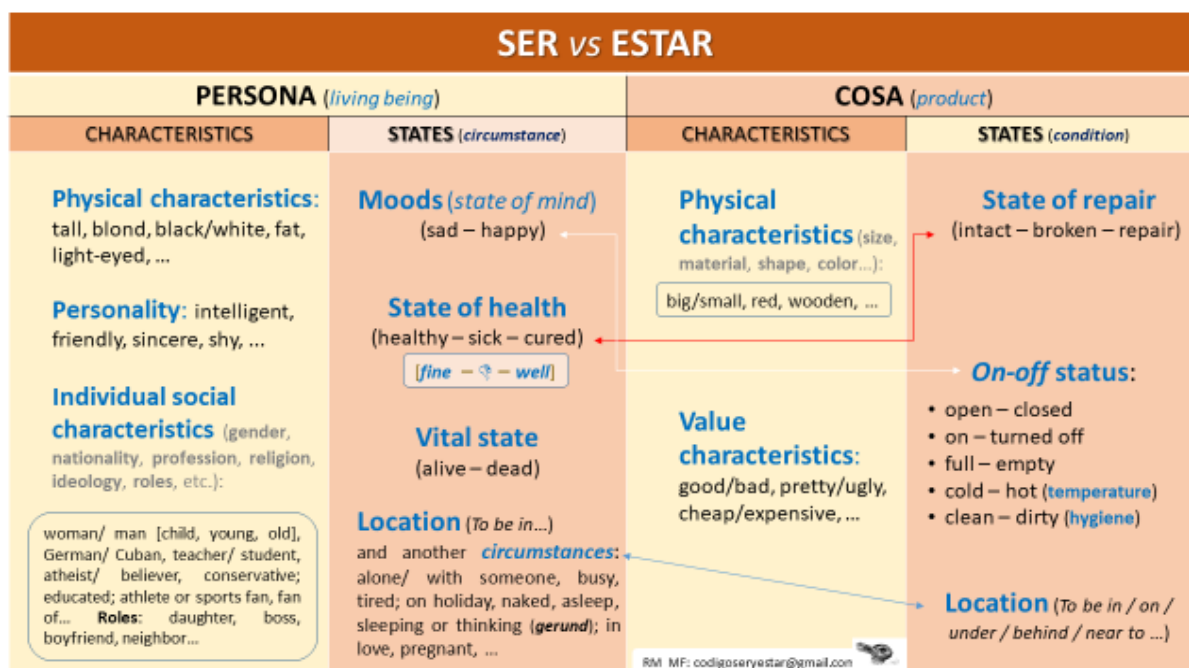 SER vs ESTAR
PERSONA (living being)
COSA (product)
CHARACTERISTICS
STATES (circumstance)
CHARACTERISTICS
STATES (condition)
Physical characteristics:
tall, blond, black/white, fat,
light-eyed, ...
Personality: intelligent,
friendly, sincere, shy, ...
Individual social
characteristics (gender,
nationality, profession, religion,
ideology, roles, etc.):
woman/ man [child, young, old],
German/ Cuban, teacher/ student,
atheist/ believer, conservative;
educated; athlete or sports fan, fan
of... Roles: daughter, boss,
boyfriend, neighbor...
Moods (state of mind)
(sad – happy)
State of health
(healthy – sick – cured)
[fine – 👎 – well]
Vital state
(alive – dead)
Location (To be in...)
and another circumstances:
alone/ with someone, busy,
tired; on holiday, naked, asleep,
sleeping or thinking (gerund); in
love, pregnant, ...
Physical
characteristics (size,
material, shape, color...):
big/small, red, wooden, ...
Value
characteristics:
good/bad, pretty/ugly,
cheap/expensive, ...
RM_MF: codigoseryestar@gmail.com
State of repair
(intact – broken – repair)
On-off status:
• open – closed
• on – turned off
• full – empty
• cold – hot (temperature)
• clean – dirty (hygiene)
Location (To be in / on /
under / behind / near to ...)